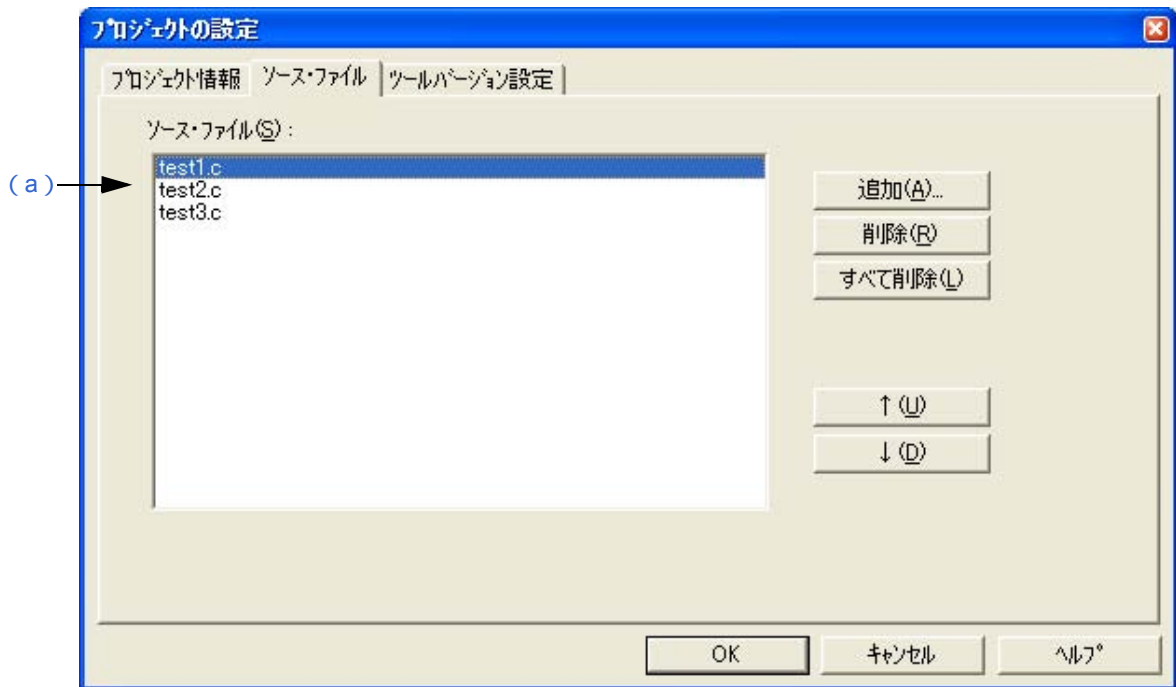 プロジェクトの設定
プロジェクト情報 ソース・ファイル ツールバージョン設定
ソース・ファイル(S) :
(a)
test1.c
test2.c
test3.c
追加(A)...
削除(R)
すべて削除(L)
↑(U)
↓(D)
OK キャンセル ヘルプ